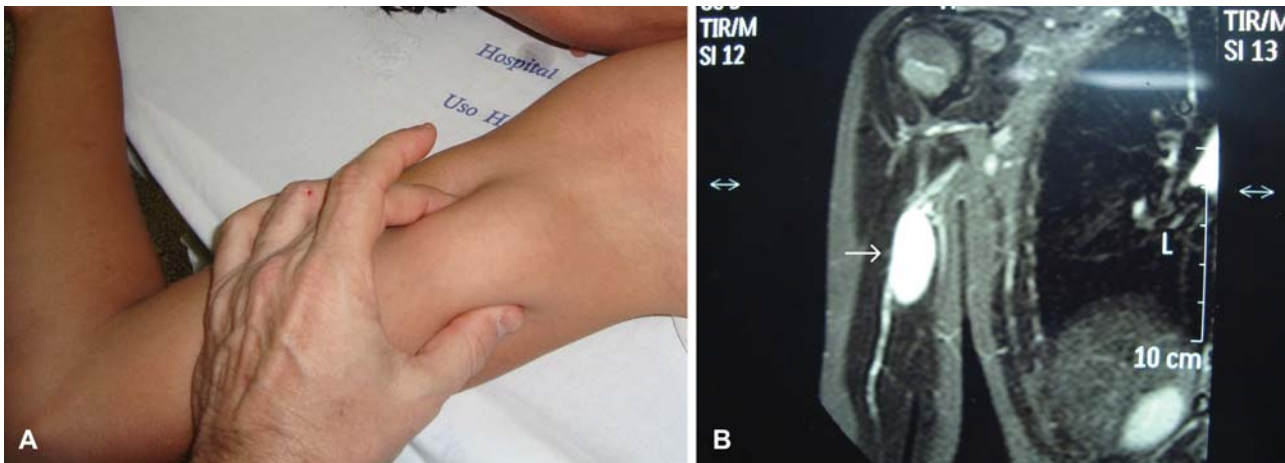 Hospital
Uso H
A
TIR/M
SI 12
TIR/M
SI 13
L
10 cm
B